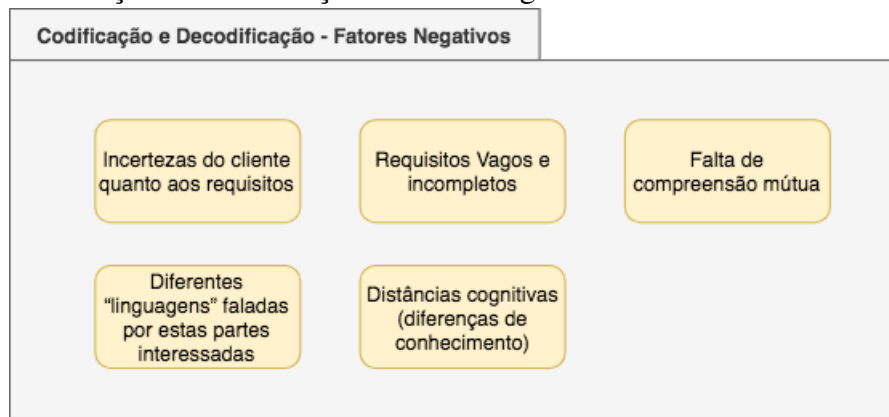 Codificação e Decodificação - Fatores Negativos
Incertezas do cliente
quanto aos requisitos
Requisitos Vagos e
incompletos
Falta de
compreensão mútua
Diferentes
“linguagens” faladas
por estas partes
interessadas
Distâncias cognitivas
(diferenças de
conhecimento)